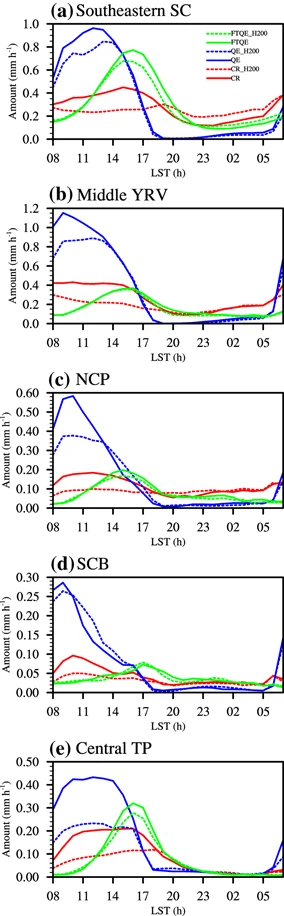 (a) Southeastern SC
Amount (mm h⁻¹)
1.0
0.8
0.6
0.4
0.2
0.0
FTQE_H200
FTQE
QE_H200
QE
CR_H200
CR
08 11 14 17 20 23 02 05
LST (h)
(b) Middle YRV
Amount (mm h⁻¹)
1.2
1.0
0.8
0.6
0.4
0.2
0.0
08 11 14 17 20 23 02 05
LST (h)
(c) NCP
Amount (mm h⁻¹)
0.60
0.50
0.40
0.30
0.20
0.10
0.00
08 11 14 17 20 23 02 05
LST (h)
(d) SCB
Amount (mm h⁻¹)
0.30
0.25
0.20
0.15
0.10
0.05
0.00
08 11 14 17 20 23 02 05
LST (h)
(e) Central TP
Amount (mm h⁻¹)
0.50
0.40
0.30
0.20
0.10
0.00
08 11 14 17 20 23 02 05
LST (h)